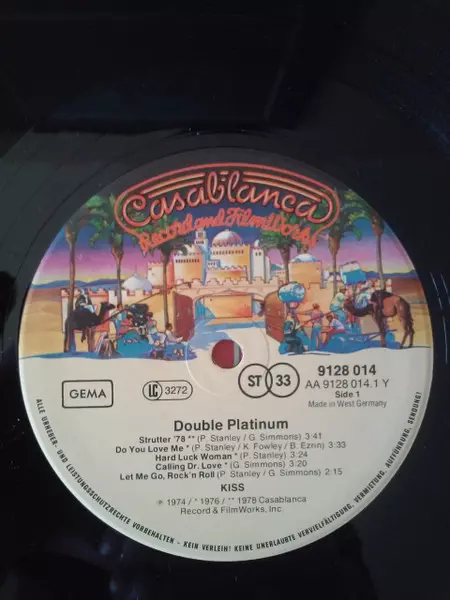 Casablanca
Record and FilmWorks
GEMA
LC 3272
ST 33
9128 014
AA 9128 014.1 Y
Side 1
Made in West Germany
Double Platinum
Strutter '78 ** (P. Stanley / G. Simmons) 3:41
Do You Love Me * (P. Stanley / K. Fowley / B. Ezrin) 3:33
Hard Luck Woman * (P. Stanley) 3:24
Calling Dr. Love * (G. Simmons) 3:20
Let Me Go, Rock'n Roll (G. Simmons / P. Stanley) 2:15
KISS
℗ 1974 / * 1976 / ** 1978 Casablanca
Record & FilmWorks, Inc.
ALLE URHEBER- UND LEISTUNGSSCHUTZRECHTE VORBEHALTEN - KEIN VERLEIH! KEINE UNERLAUBTE VERVIELFÄLTIGUNG, VERMIETUNG, AUFFÜHRUNG, SENDUNG!